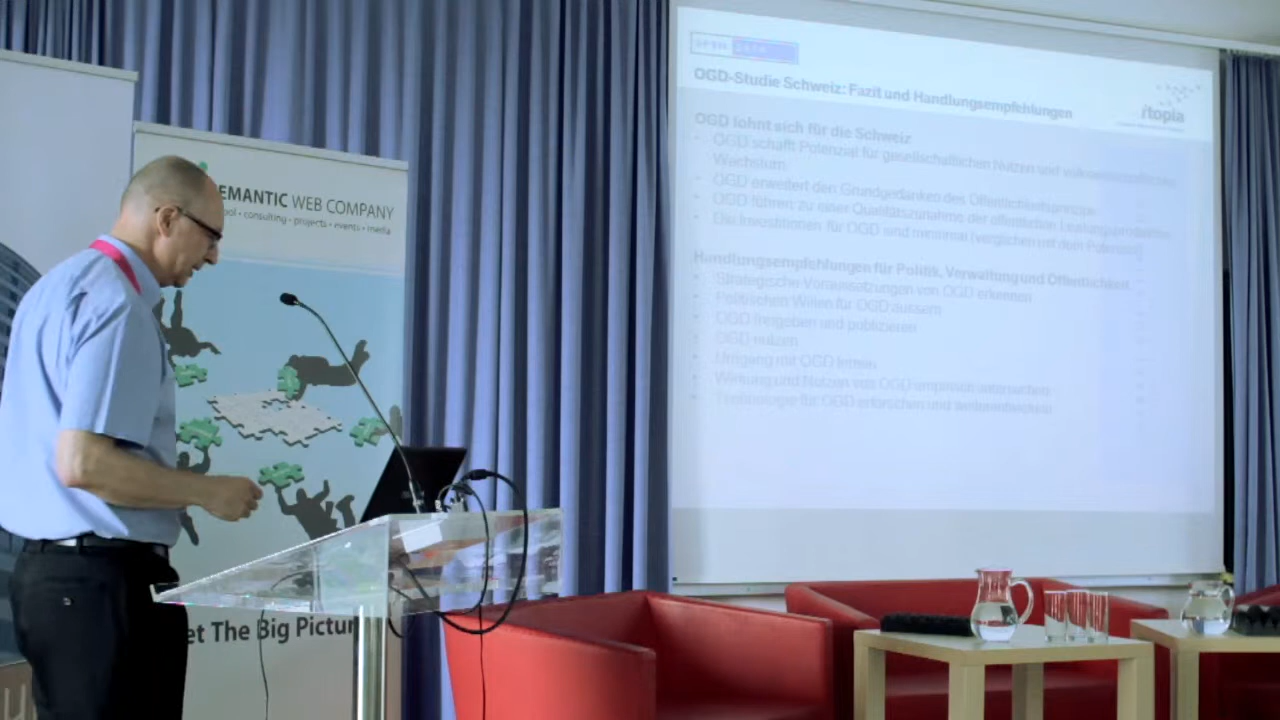 EMANTIC WEB COMPANY
ool • consulting • projects • events • media
et The Big Pictur
OPEN DATA
OGD-Studie Schweiz: Fazit und Handlungsempfehlungen
itopia
OGD lohnt sich für die Schweiz
- OGD schafft Potenzial für gesellschaftlichen Nutzen und
Wachstum
- OGD erweitert den Grundgedanken des Öffentlichkeitsprinzips
- OGD führen zu einer Qualitätszunahme der öffentlichen
- Die Investitionen für OGD sind minimal (verglichen mit dem Potenzial)
Handlungsempfehlungen für Politik, Verwaltung und Öffentlichkeit
• Strategische Voraussetzungen von OGD erkennen
• Politischen Willen für OGD äussern
• OGD freigeben und publizieren
• OGD nutzen
• Umgang mit OGD lernen
• Wirkung und Nutzen von OGD empirisch untersuchen
• Technologie für OGD erforschen und weiterentwickeln